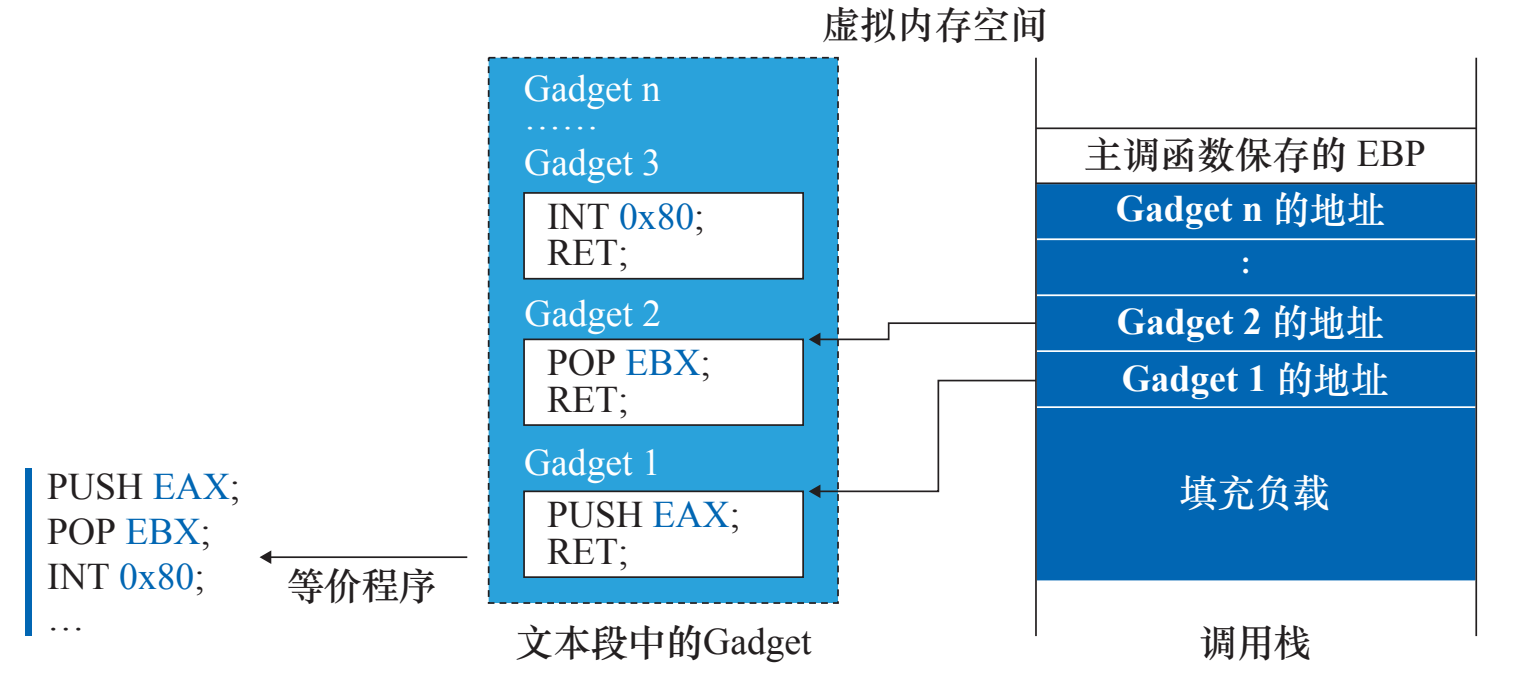 虚拟内存空间
Gadget n
……
Gadget 3
INT 0x80;
RET;
Gadget 2
POP EBX;
RET;
Gadget 1
PUSH EAX;
RET;
文本段中的Gadget
主调函数保存的 EBP
Gadget n 的地址
:
Gadget 2 的地址
Gadget 1 的地址
填充负载
调用栈
PUSH EAX;
POP EBX;
INT 0x80;
…
等价程序